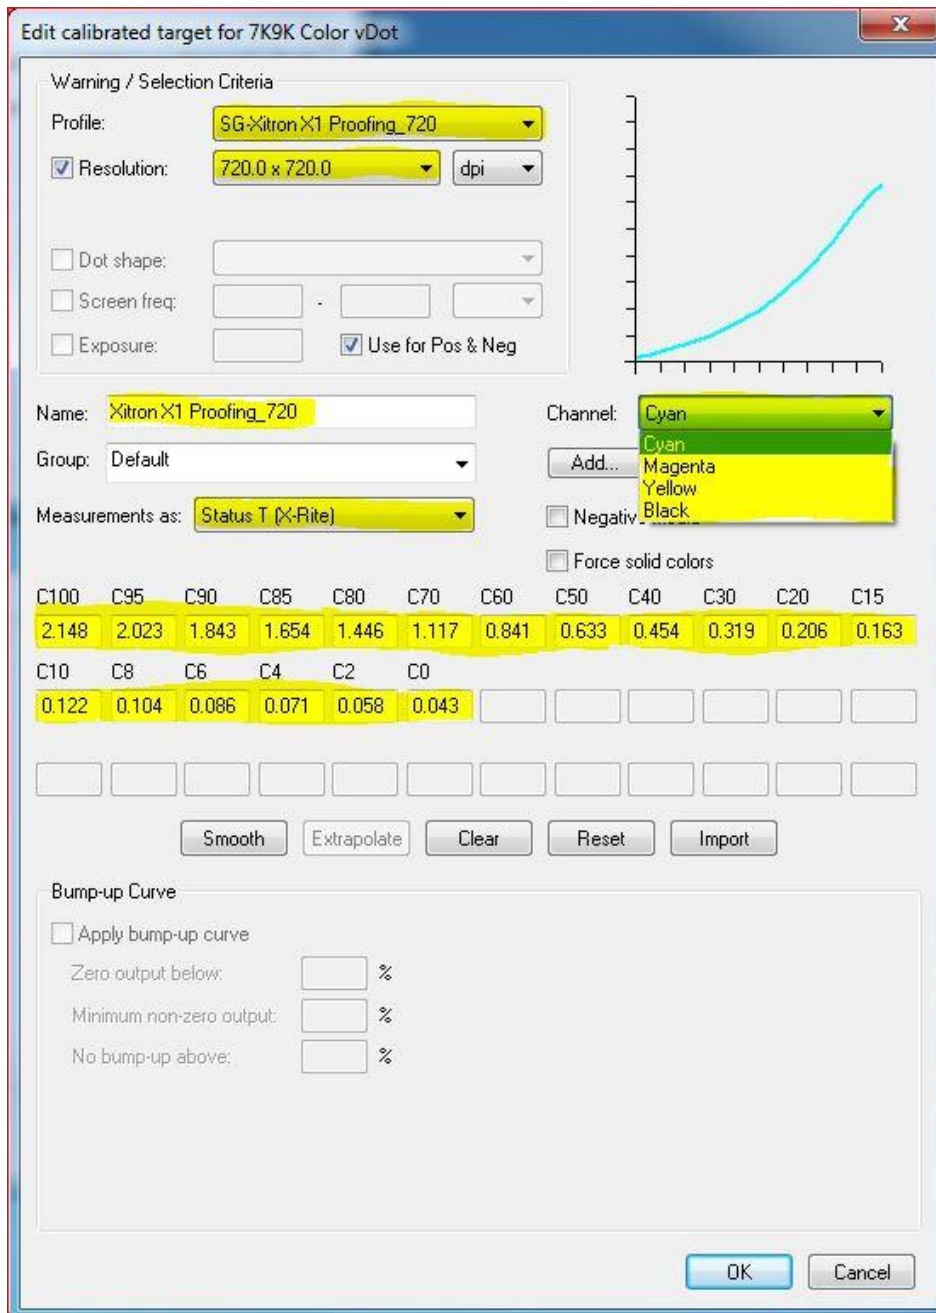 Edit calibrated target for 7K9K Color vDot
x
Warning / Selection Criteria
Profile: SG-Xitron X1 Proofing_720
Resolution: 720.0 x 720.0 dpi
Dot shape:
Screen freq: -
Exposure: Use for Pos & Neg
Name: Xitron X1 Proofing_720 Channel: Cyan
Cyan
Group: Default Add... Magenta
Yellow
Measurements as: Status T (X-Rite) Negative Black
Force solid colors
C100 C95 C90 C85 C80 C70 C60 C50 C40 C30 C20 C15
2.148 2.023 1.843 1.654 1.446 1.117 0.841 0.633 0.454 0.319 0.206 0.163
C10 C8 C6 C4 C2 C0
0.122 0.104 0.086 0.071 0.058 0.043
Smooth Extrapolate Clear Reset Import
Bump-up Curve
Apply bump-up curve
Zero output below: %
Minimum non-zero output: %
No bump-up above: %
OK Cancel